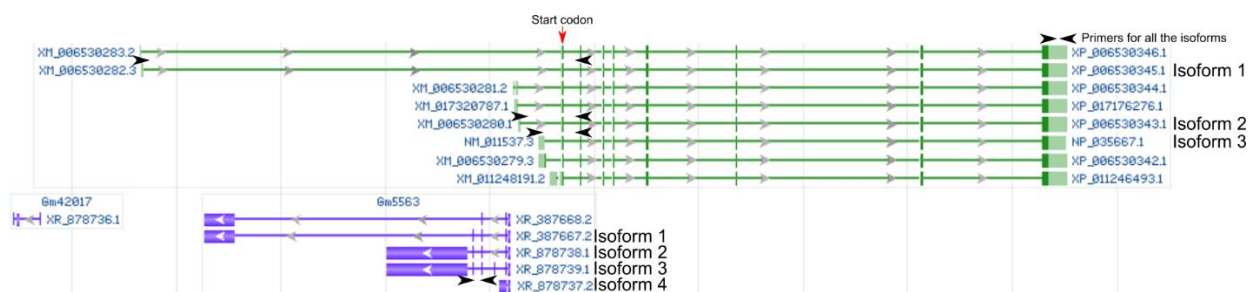 Start codon
Primers for all the isoforms
XM_006530283.2 XP_006530346.1
XM_006530282.3 XP_006530345.1 Isoform 1
XM_006530281.2 XP_006530344.1
XM_017320787.1 XP_017176276.1
XM_006530280.1 XP_006530343.1 Isoform 2
NM_011537.3 NP_035667.1 Isoform 3
XM_006530279.3 XP_006530342.1
XM_011248191.2 XP_011246493.1
Gm42017 Gm5563
XR_878736.1 XR_387668.2
XR_387667.2 Isoform 1
XR_878738.1 Isoform 2
XR_878739.1 Isoform 3
XR_878737.2 Isoform 4